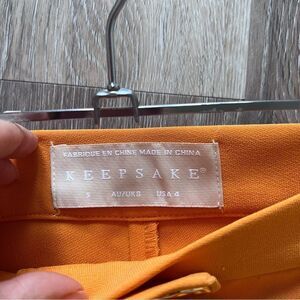 FABRIQUE EN CHINE MADE IN CHINA
KEEPSAKE®
S AU/UK8 USA 4